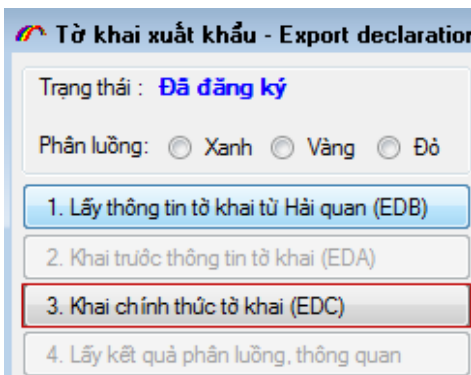 Tờ khai xuất khẩu - Export declaration
Trạng thái : Đã đăng ký
Phân luồng: Xanh Vàng Đỏ
1. Lấy thông tin tờ khai từ Hải quan (EDB)
2. Khai trước thông tin tờ khai (EDA)
3. Khai chính thức tờ khai (EDC)
4. Lấy kết quả phân luồng, thông quan